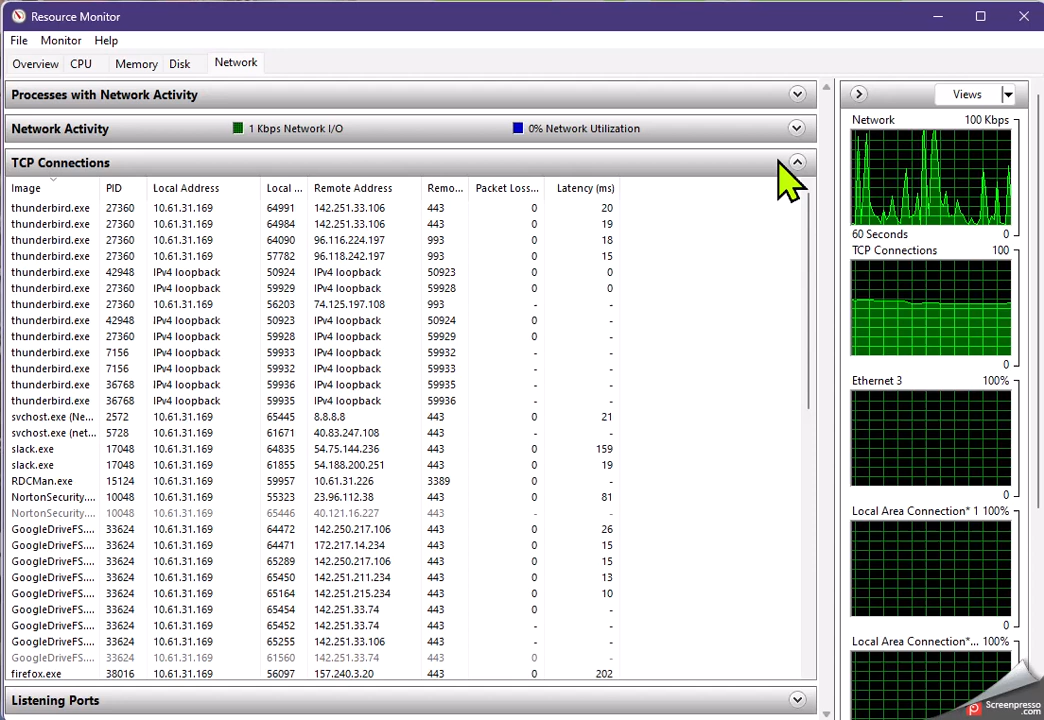 Resource Monitor
File Monitor Help
Overview CPU Memory Disk Network
Processes with Network Activity
Network Activity 1 Kbps Network I/O 0% Network Utilization
TCP Connections
Image PID Local Address Local ... Remote Address Remo... Packet Loss... Latency (ms)
thunderbird.exe 27360 10.61.31.169 64991 142.251.33.106 443 0 20
thunderbird.exe 27360 10.61.31.169 64984 142.251.33.106 443 0 19
thunderbird.exe 27360 10.61.31.169 64090 96.116.224.197 993 0 18
thunderbird.exe 27360 10.61.31.169 57782 96.118.242.197 993 0 15
thunderbird.exe 42948 IPv4 loopback 50924 IPv4 loopback 50923 0 0
thunderbird.exe 27360 IPv4 loopback 59929 IPv4 loopback 59928 0 0
thunderbird.exe 27360 10.61.31.169 56203 74.125.197.108 993 - -
thunderbird.exe 42948 IPv4 loopback 50923 IPv4 loopback 50924 - -
thunderbird.exe 27360 IPv4 loopback 59928 IPv4 loopback 59929 - -
thunderbird.exe 7156 IPv4 loopback 59933 IPv4 loopback 59932 - -
thunderbird.exe 7156 IPv4 loopback 59932 IPv4 loopback 59933 - -
thunderbird.exe 36768 IPv4 loopback 59936 IPv4 loopback 59935 - -
thunderbird.exe 36768 IPv4 loopback 59935 IPv4 loopback 59936 - -
svchost.exe (Ne... 2572 10.61.31.169 65445 8.8.8.8 443 0 21
svchost.exe (net... 5728 10.61.31.169 61671 40.83.247.108 443 - -
slack.exe 17048 10.61.31.169 64835 54.75.144.236 443 0 159
slack.exe 17048 10.61.31.169 61855 54.188.200.251 443 0 19
RDCMan.exe 15124 10.61.31.169 59957 10.61.31.226 3389 0 -
NortonSecurity.... 10048 10.61.31.169 55323 23.96.112.38 443 0 81
NortonSecurity.... 10048 10.61.31.169 65446 40.121.16.227 443 - -
GoogleDriveFS.... 33624 10.61.31.169 64472 142.250.217.106 443 0 26
GoogleDriveFS.... 33624 10.61.31.169 64471 172.217.14.234 443 0 15
GoogleDriveFS.... 33624 10.61.31.169 65289 142.250.217.106 443 0 15
GoogleDriveFS.... 33624 10.61.31.169 65450 142.251.211.234 443 0 13
GoogleDriveFS.... 33624 10.61.31.169 65164 142.251.215.234 443 0 10
GoogleDriveFS.... 33624 10.61.31.169 65454 142.251.33.74 443 0 -
GoogleDriveFS.... 33624 10.61.31.169 65452 142.251.33.74 443 - -
GoogleDriveFS.... 33624 10.61.31.169 65255 142.251.33.106 443 - -
GoogleDriveFS.... 33624 10.61.31.169 61560 142.251.33.74 443 0 -
firefox.exe 38016 10.61.31.169 56097 157.240.3.20 443 0 202
Listening Ports
Views
Network 100 Kbps
60 Seconds 0
TCP Connections 100
0
Ethernet 3 100%
0
Local Area Connection* 1 100%
0
Local Area Connection*... 100%
Screenpresso
.com